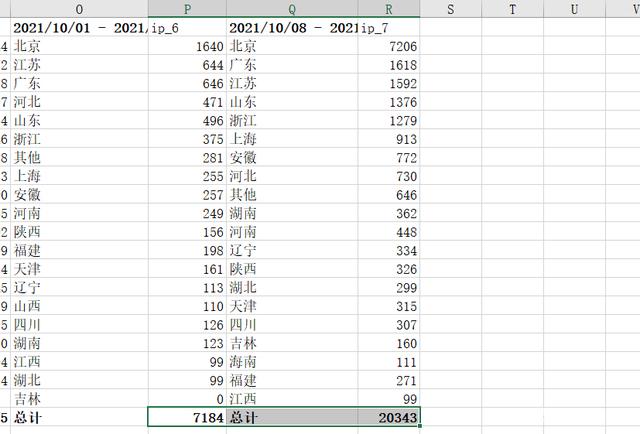 O P Q R S T U V
2021/10/01 - 2021/ ip_6 2021/10/08 - 2021 ip_7
4 北京 1640 北京 7206
2 江苏 644 广东 1618
8 广东 646 江苏 1592
7 河北 471 山东 1376
4 山东 496 浙江 1279
6 浙江 375 上海 913
8 其他 281 安徽 772
3 上海 255 河北 730
0 安徽 257 其他 646
5 河南 249 湖南 362
2 陕西 156 河南 448
9 福建 198 辽宁 334
4 天津 161 陕西 326
5 辽宁 113 湖北 299
9 山西 110 天津 315
5 四川 126 四川 307
0 湖南 123 吉林 160
4 江西 99 海南 111
4 湖北 99 福建 271
吉林 0 江西 99
5 总计 7184 总计 20343